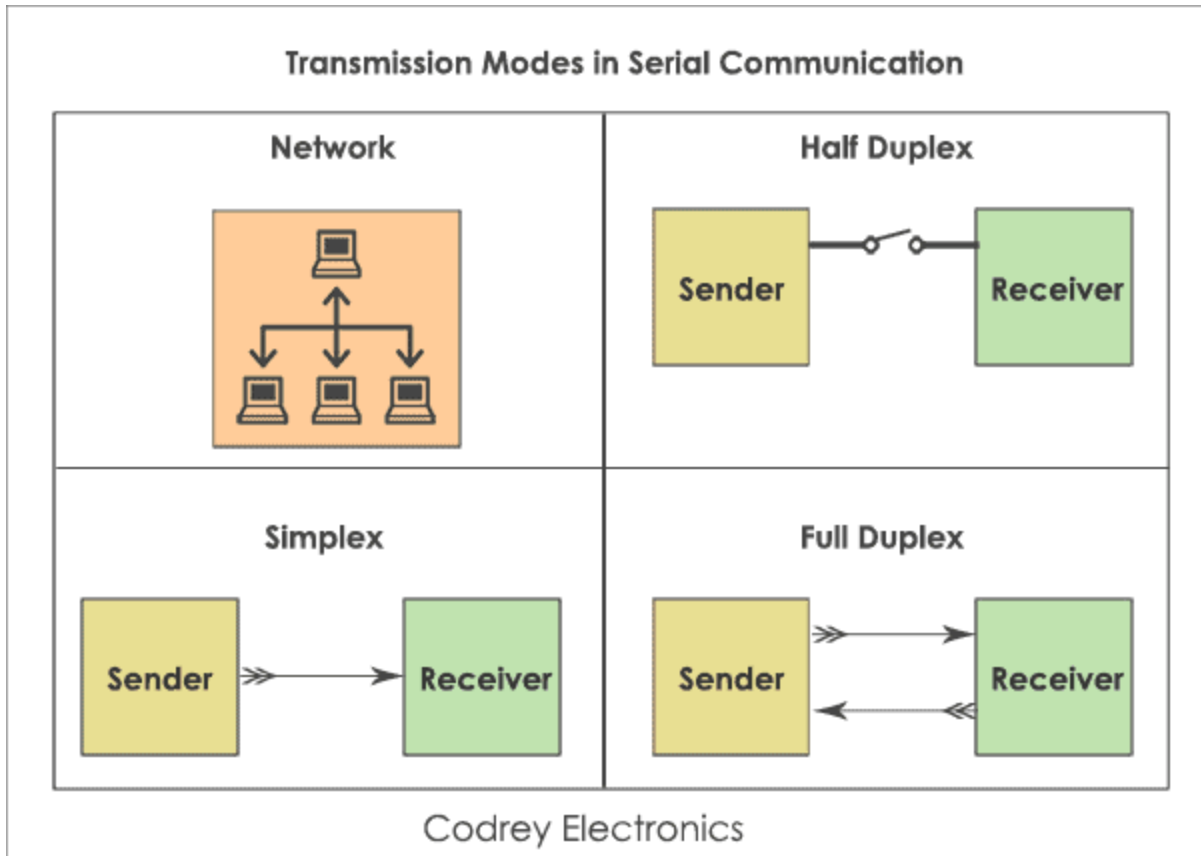 Transmission Modes in Serial Communication
Network
Half Duplex
Sender
Receiver
Simplex
Full Duplex
Sender
Receiver
Sender
Receiver
Codrey Electronics